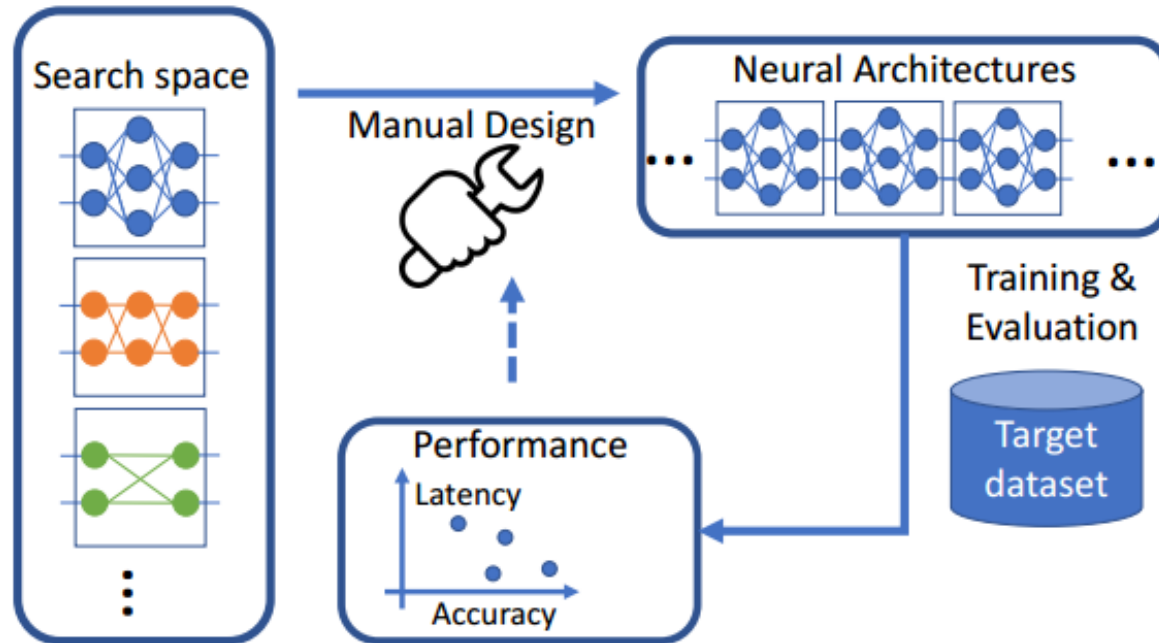 Search space
Manual Design
Neural Architectures
...
...
Training &
Evaluation
Target
dataset
Performance
Latency
Accuracy
...